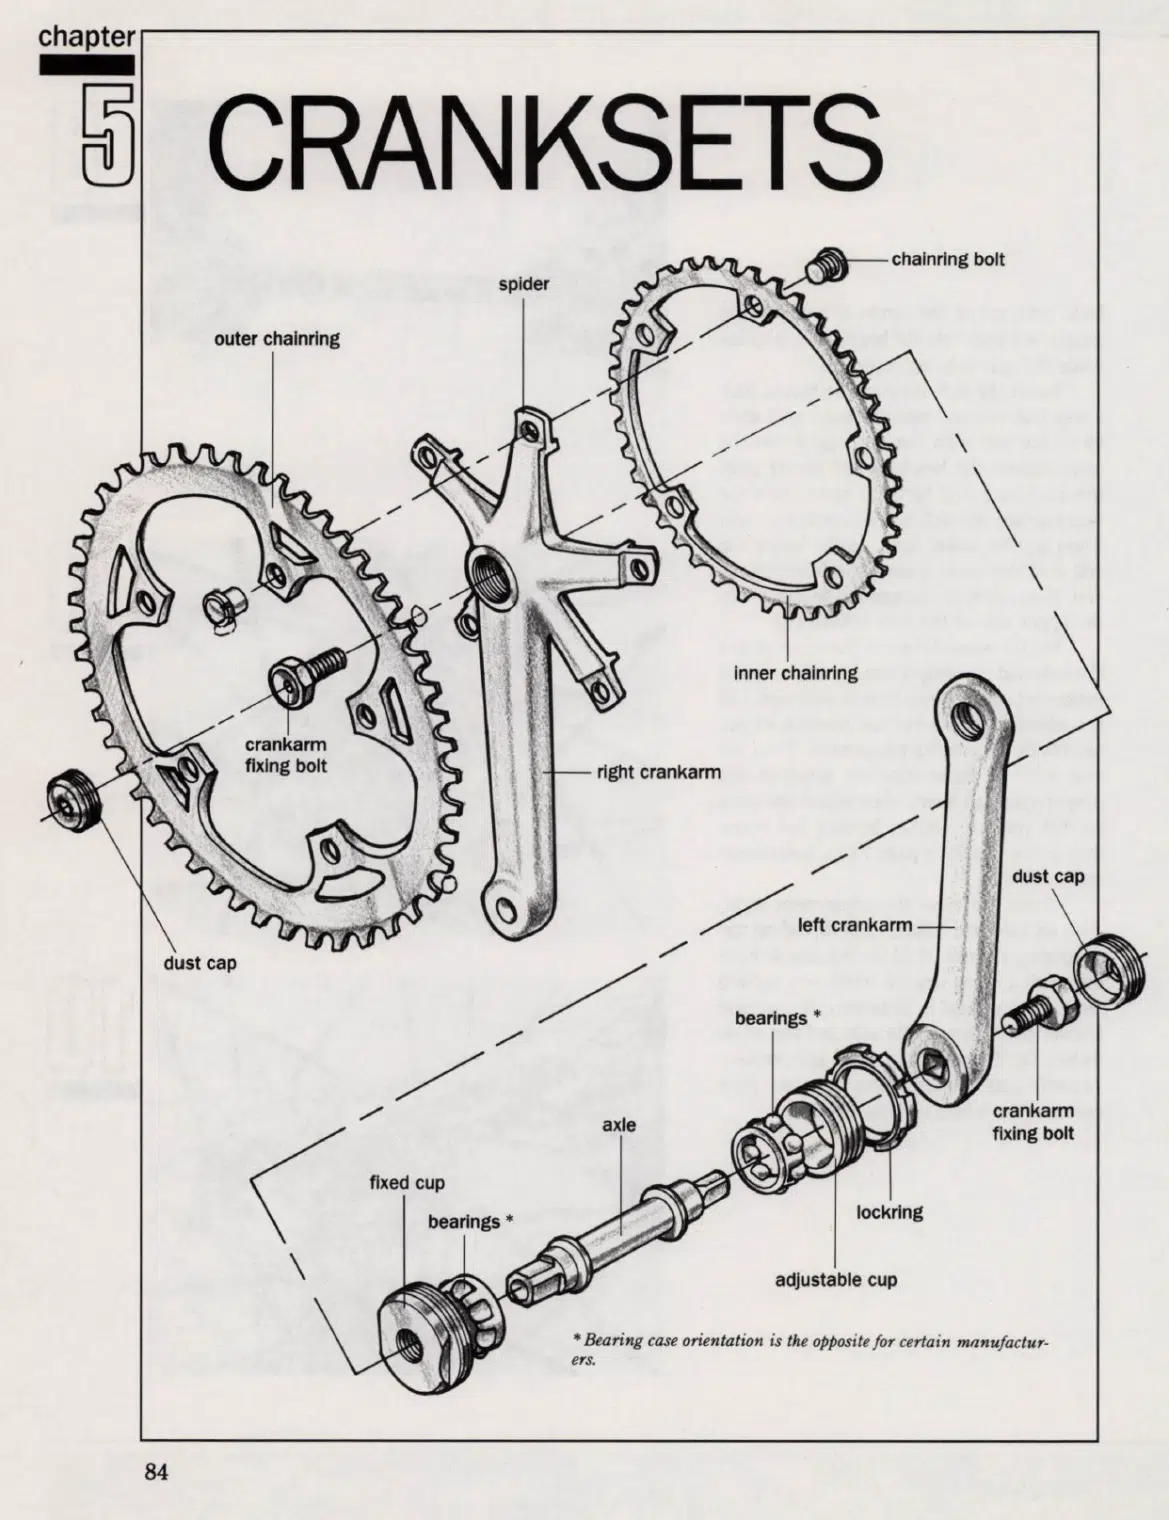 chapter
5
CRANKSETS
chainring bolt
spider
outer chainring
inner chainring
crankarm
fixing bolt
right crankarm
dust cap
left crankarm
dust cap
bearings *
crankarm
fixing bolt
axle
fixed cup
bearings *
lockring
adjustable cup
* Bearing case orientation is the opposite for certain manufactur-
ers.
84